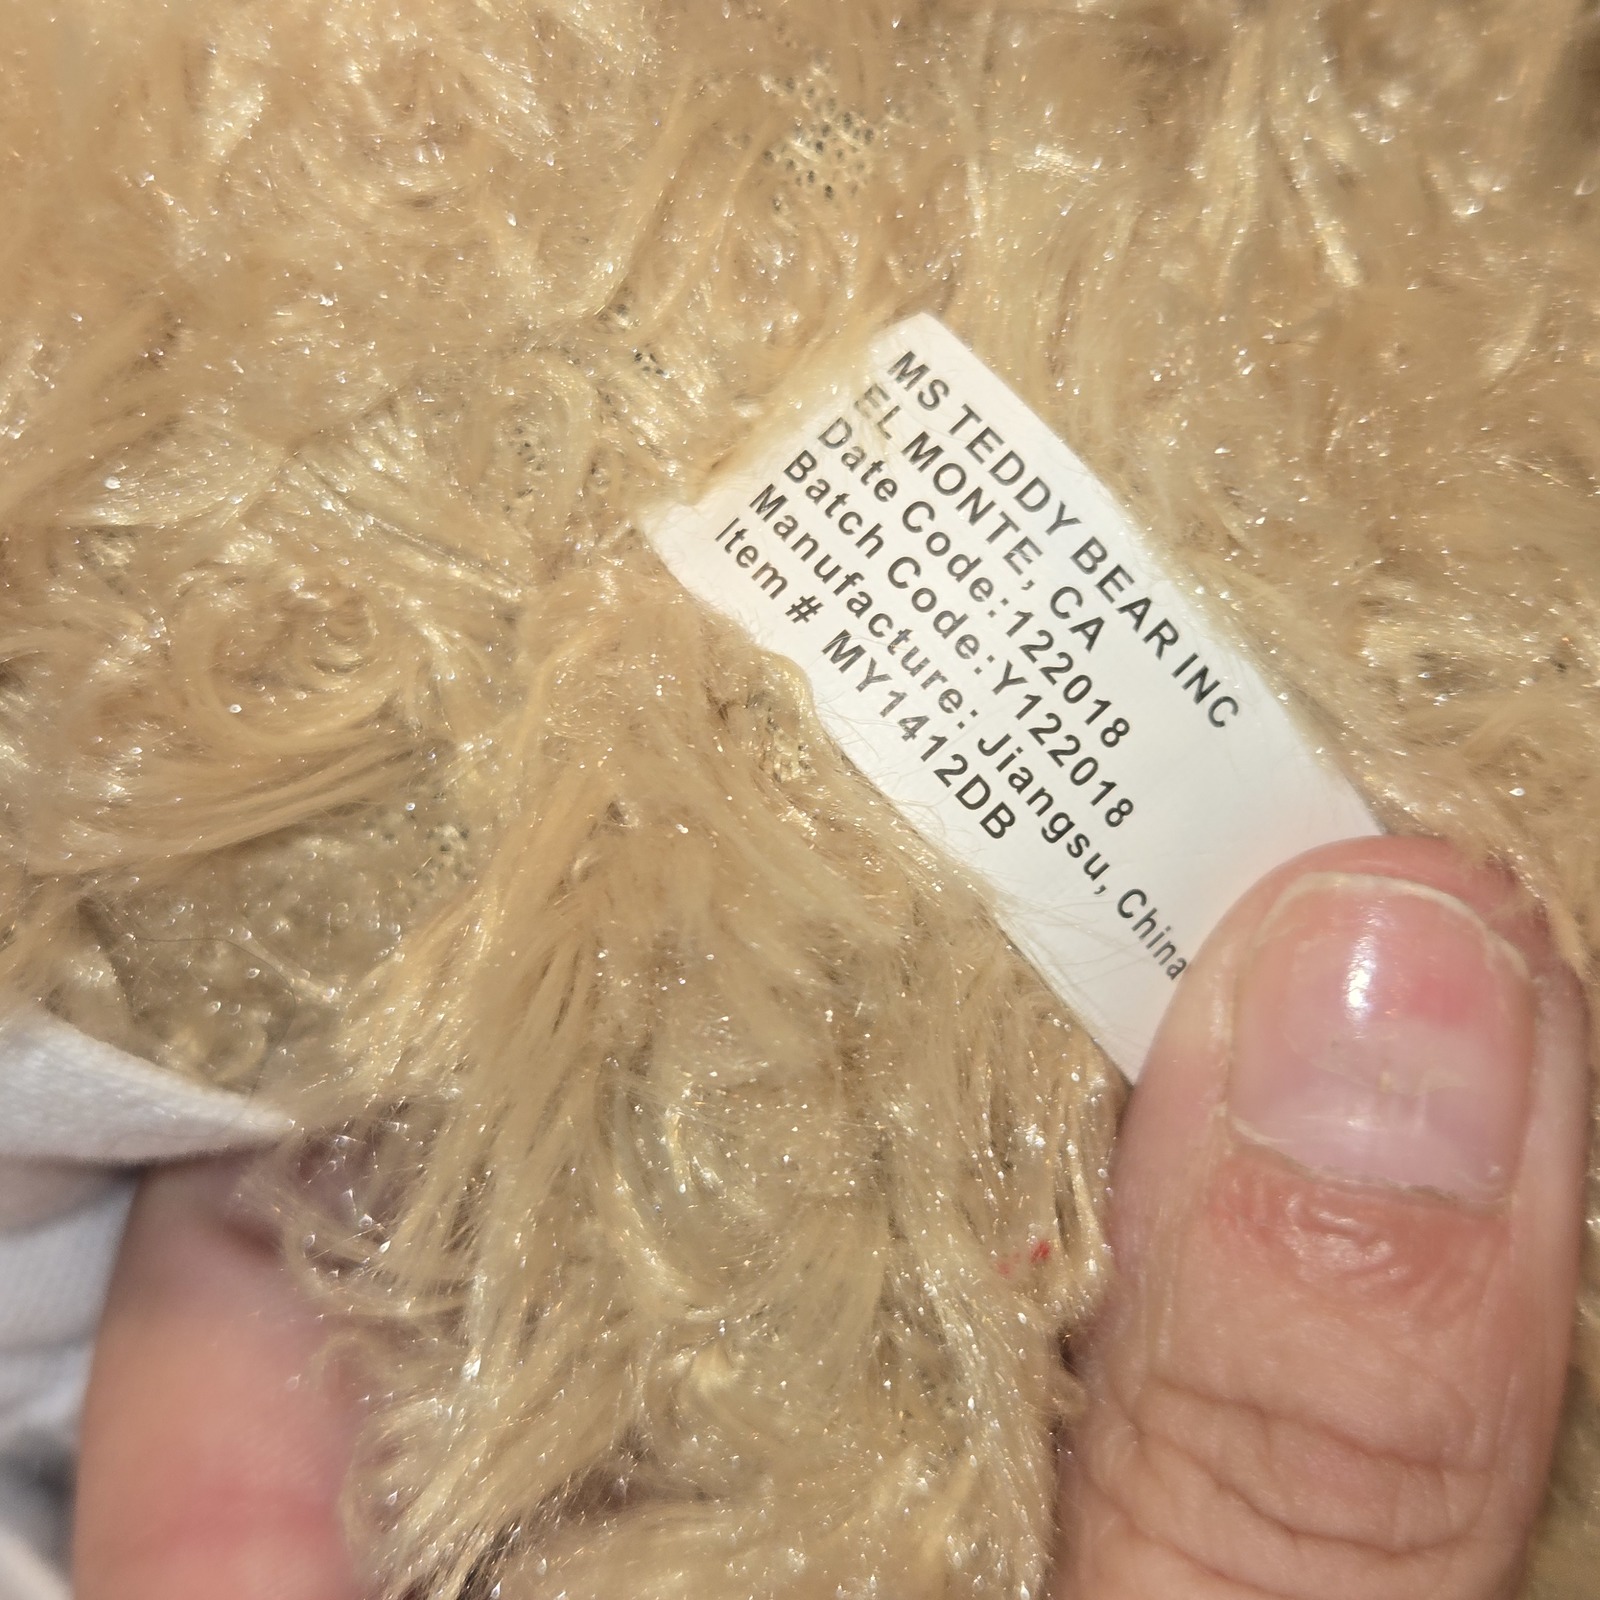 MS TEDDY BEAR INC
EL MONTE, CA
Date Code:122018
Batch Code:Y122018
Manufacture: Jiangsu, China
Item # MY1412DB